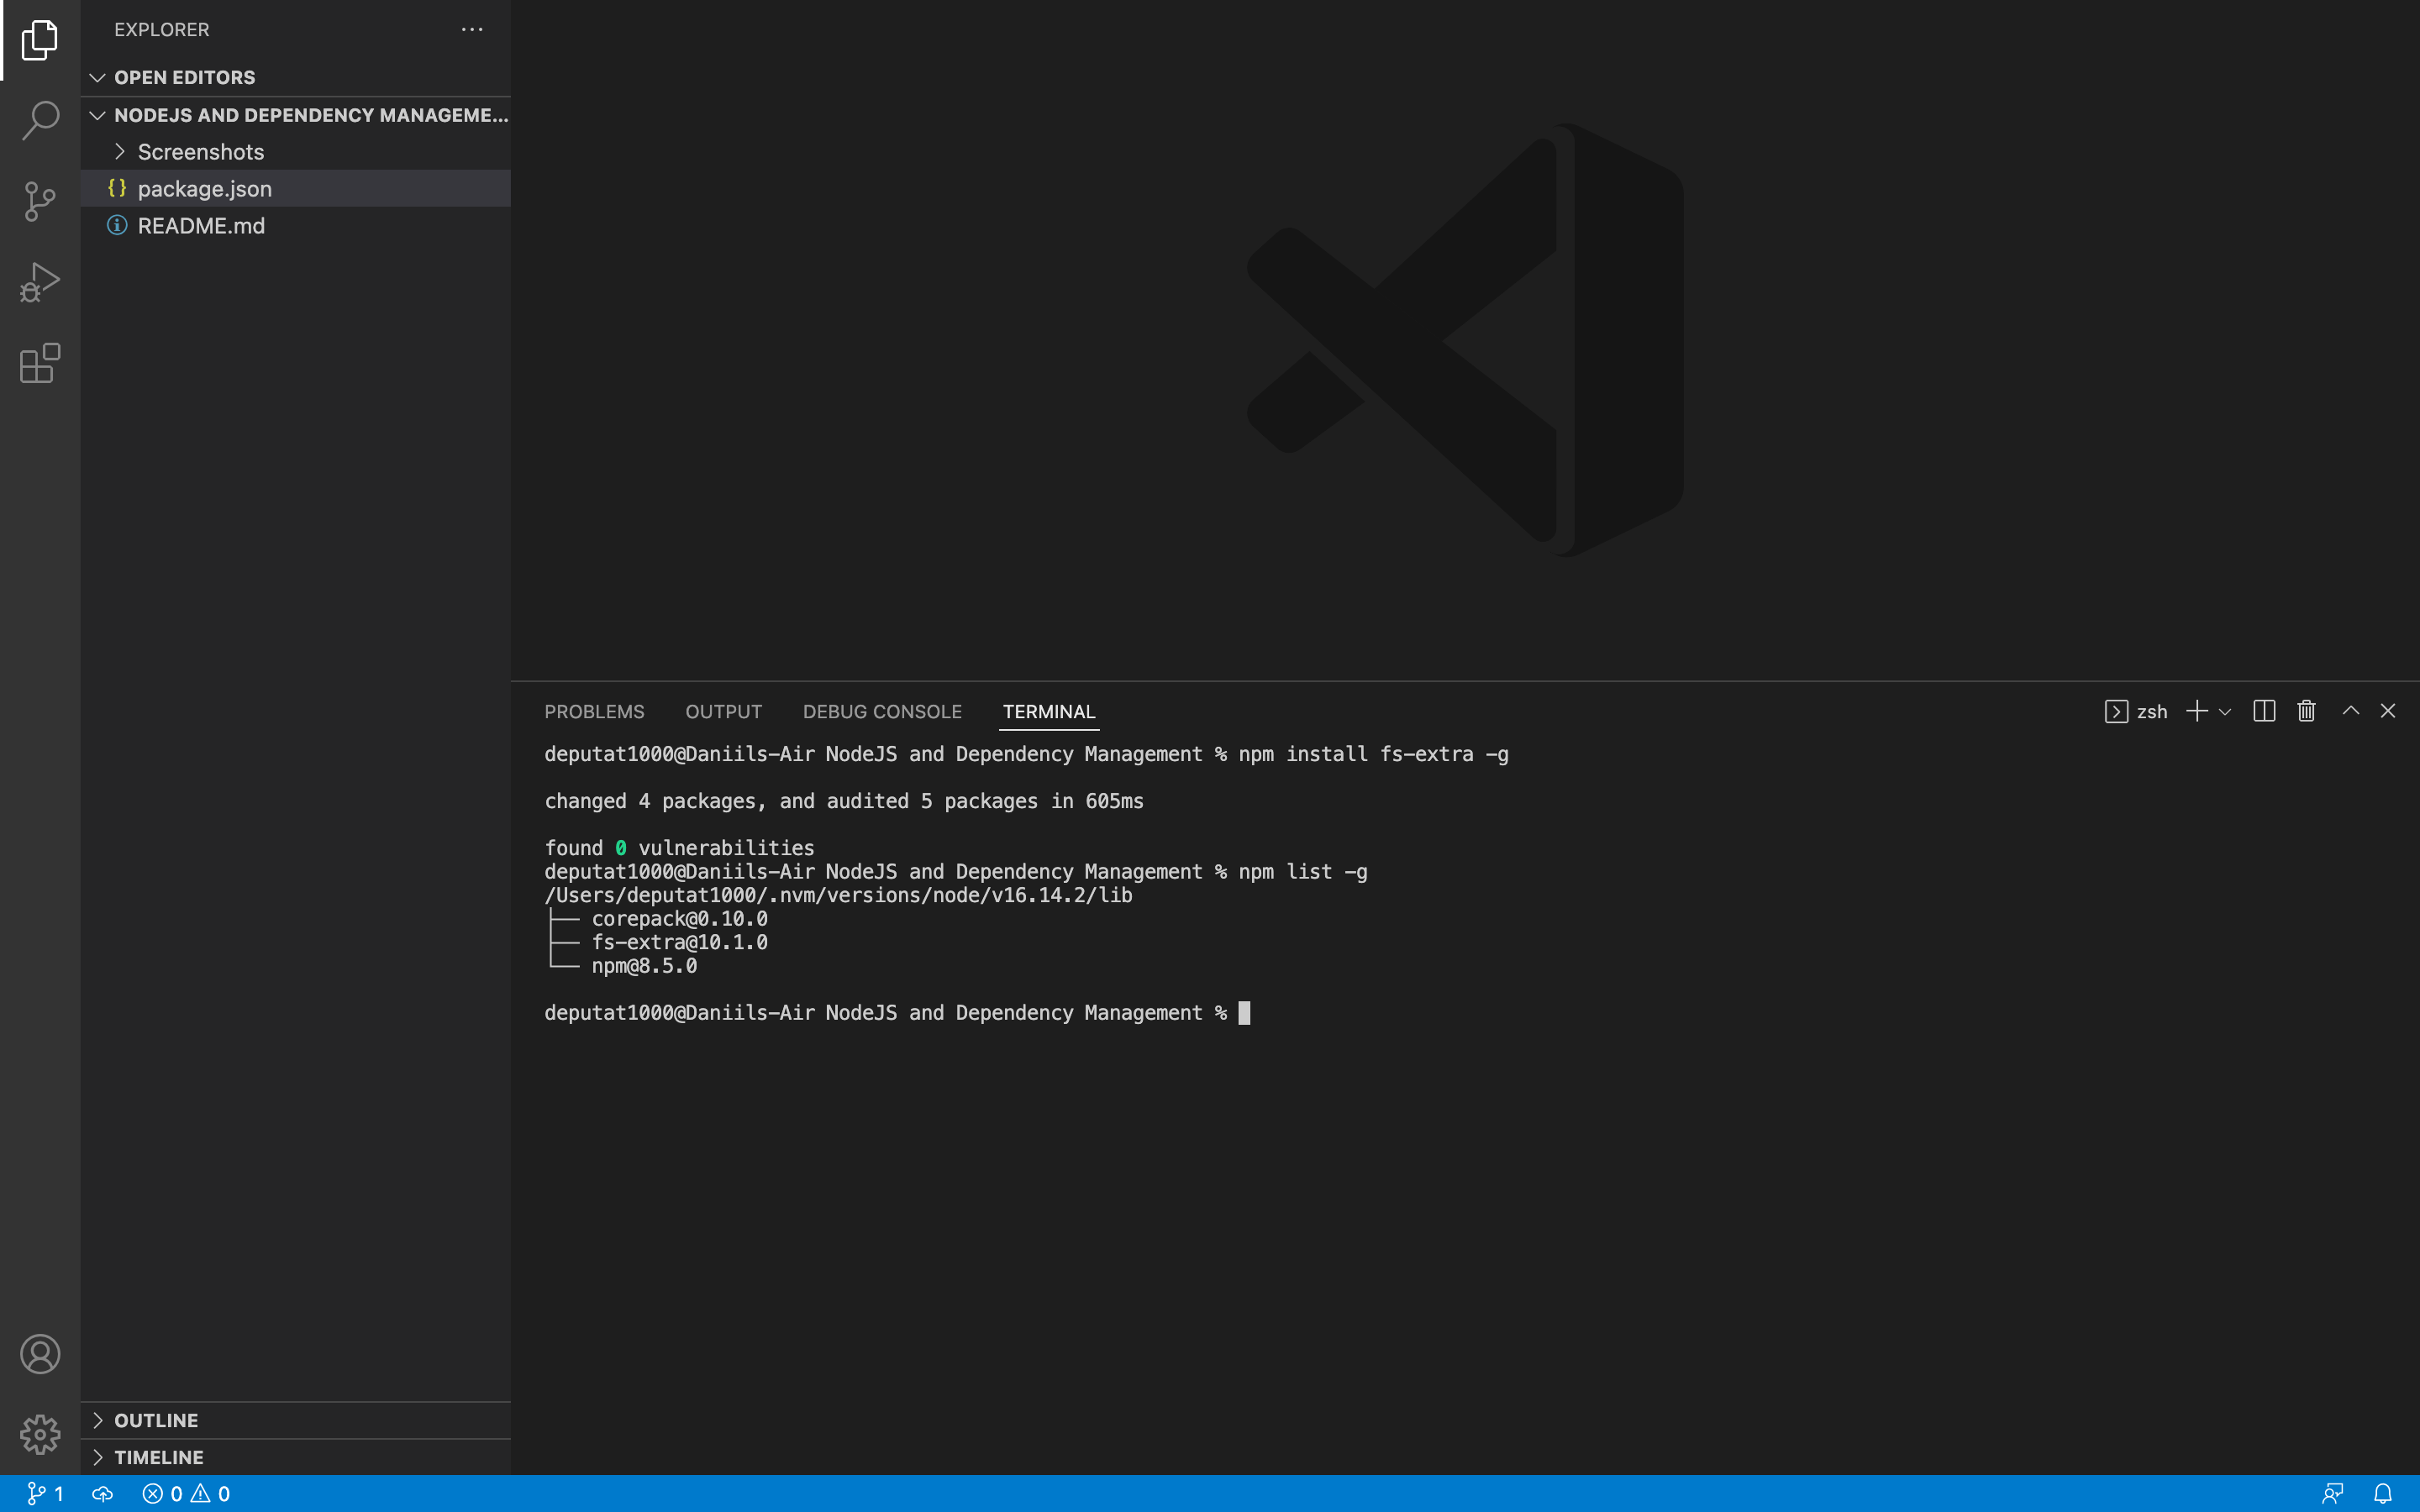 EXPLORER
OPEN EDITORS
NODEJS AND DEPENDENCY MANAGEME...
Screenshots
{} package.json
README.md
OUTLINE
TIMELINE
PROBLEMS OUTPUT DEBUG CONSOLE TERMINAL
zsh
deputat1000@Daniils-Air NodeJS and Dependency Management % npm install fs-extra -g
changed 4 packages, and audited 5 packages in 605ms
found 0 vulnerabilities
deputat1000@Daniils-Air NodeJS and Dependency Management % npm list -g
/Users/deputat1000/.nvm/versions/node/v16.14.2/lib
├── corepack@0.10.0
├── fs-extra@10.1.0
└── npm@8.5.0
deputat1000@Daniils-Air NodeJS and Dependency Management %
1 0 0